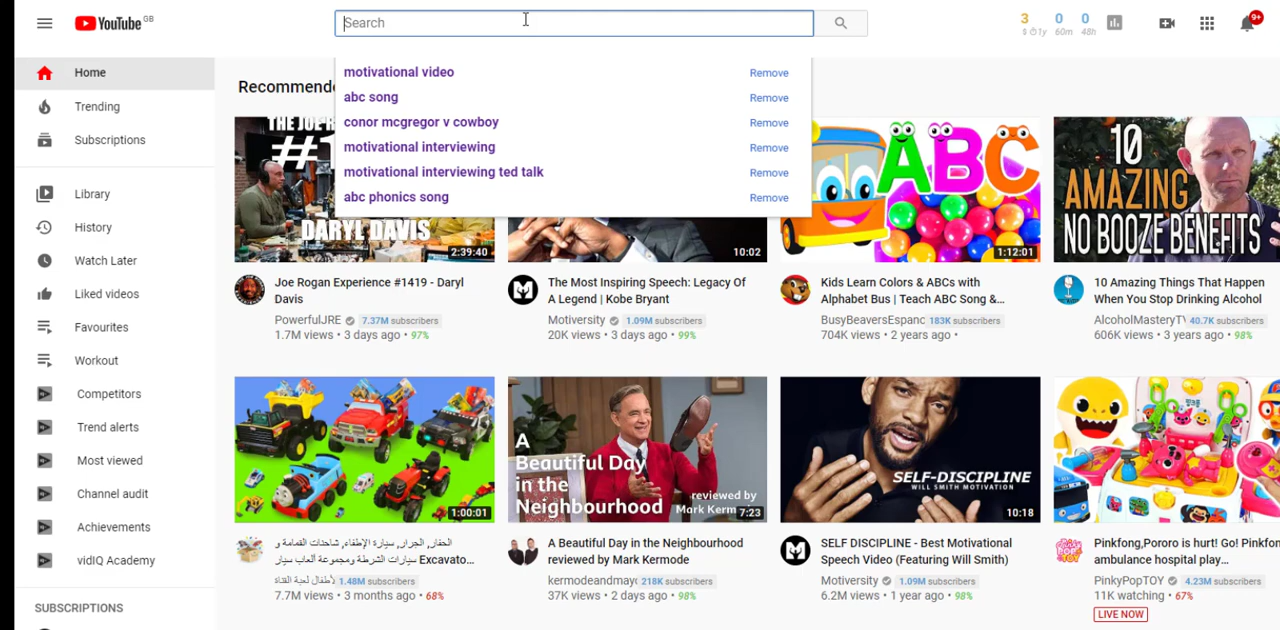 YouTube GB
Search
3 0 0
$ 1y 60m 48h
9+
motivational video Remove
abc song Remove
conor mcgregor v cowboy Remove
motivational interviewing Remove
motivational interviewing ted talk Remove
abc phonics song Remove
Home
Trending
Subscriptions
Library
History
Watch Later
Liked videos
Favourites
Workout
Competitors
Trend alerts
Most viewed
Channel audit
Achievements
vidIQ Academy
SUBSCRIPTIONS
Recommende
#1
DARYL DAVIS
2:39:40
Joe Rogan Experience #1419 - Daryl
Davis
PowerfulJRE 7.37M subscribers
1.7M views • 3 days ago • 97%
10:02
The Most Inspiring Speech: Legacy Of
A Legend | Kobe Bryant
Motiversity 1.09M subscribers
20K views • 3 days ago • 99%
ABC
1:12:01
Kids Learn Colors & ABCs with
Alphabet Bus | Teach ABC Song &...
BusyBeaversEspanc 183K subscribers
704K views • 2 years ago •
10
AMAZING
NO BOOZE BENEFITS
10 Amazing Things That Happen
When You Stop Drinking Alcohol
AlcoholMasteryTV 40.7K subscribers
606K views • 3 years ago • 98%
1:00:01
الحفار, الجرار, سيارة الإطفاء, شاحنات القمامة و
سيارات الشرطة ومجموعة ألعاب سيار Excavato...
لأطفال لعبة الفتاة 1.48M subscribers
7.7M views • 3 months ago • 68%
A
Beautiful Day
in the
Neighbourhood
reviewed by
Mark Kerm
7:23
A Beautiful Day in the Neighbourhood
reviewed by Mark Kermode
kermodeandmayo 218K subscribers
37K views • 2 days ago • 98%
SELF-DISCIPLINE
WILL SMITH MOTIVATION
10:18
SELF DISCIPLINE - Best Motivational
Speech Video (Featuring Will Smith)
Motiversity 1.09M subscribers
6.2M views • 1 year ago • 98%
Pinkfong,Pororo is hurt! Go! Pinkfon
ambulance hospital play...
PinkyPopTOY 4.23M subscribers
11K watching • 67%
LIVE NOW